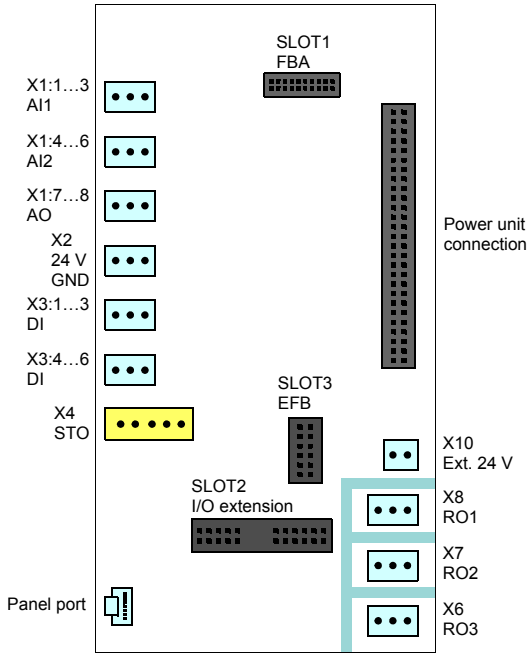 SLOT1
FBA
X1:1…3
AI1
X1:4…6
AI2
X1:7…8
AO
X2
24 V
GND
X3:1…3
DI
X3:4…6
DI
X4
STO
Power unit
connection
SLOT3
EFB
X10
Ext. 24 V
SLOT2
I/O extension
X8
RO1
X7
RO2
Panel port
X6
RO3